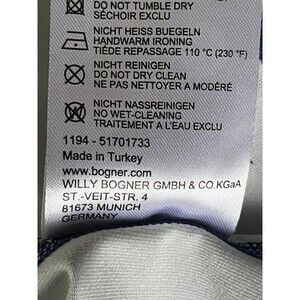 DO NOT TUMBLE DRY
SÉCHOIR EXCLU
NICHT HEISS BUEGELN
HANDWARM IRONING
TIÉDE REPASSAGE 110 °C (230 °F)
NICHT REINIGEN
DO NOT DRY CLEAN
NE PAS NETTOYER A MODÉRÉ
NICHT NASSREINIGEN
NO WET-CLEANING
TRAITEMENT A L'EAU EXCLU
1194 - 51701733
Made in Turkey
www.bogner.com
WILLY BOGNER GMBH & CO.KGaA
ST.-VEIT-STR. 4
81673 MUNICH
GERMANY